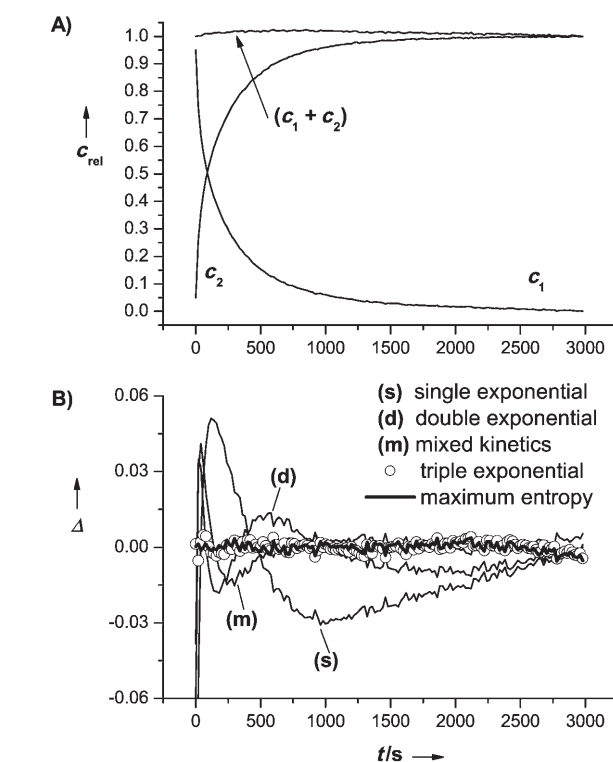 A)
1.0
0.9
0.8
0.7
0.6
0.5
0.4
0.3
0.2
0.1
0.0
c_rel
(c_1 + c_2)
c_2
c_1
0 500 1000 1500 2000 2500 3000
B)
0.06
0.03
0.00
-0.03
-0.06
Δ
(s) single exponential
(d) double exponential
(m) mixed kinetics
triple exponential
maximum entropy
(d)
(m)
(s)
0 500 1000 1500 2000 2500 3000
t/s